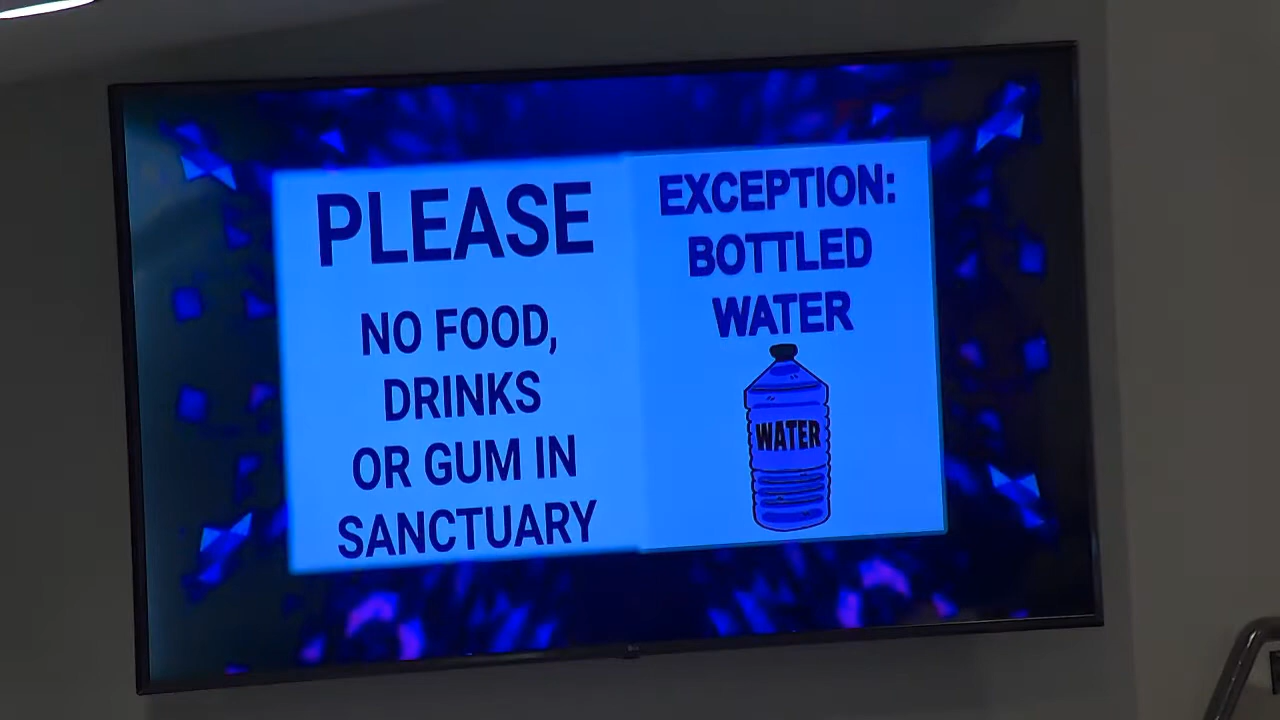 PLEASE
NO FOOD,
DRINKS
OR GUM IN
SANCTUARY
EXCEPTION:
BOTTLED
WATER
WATER